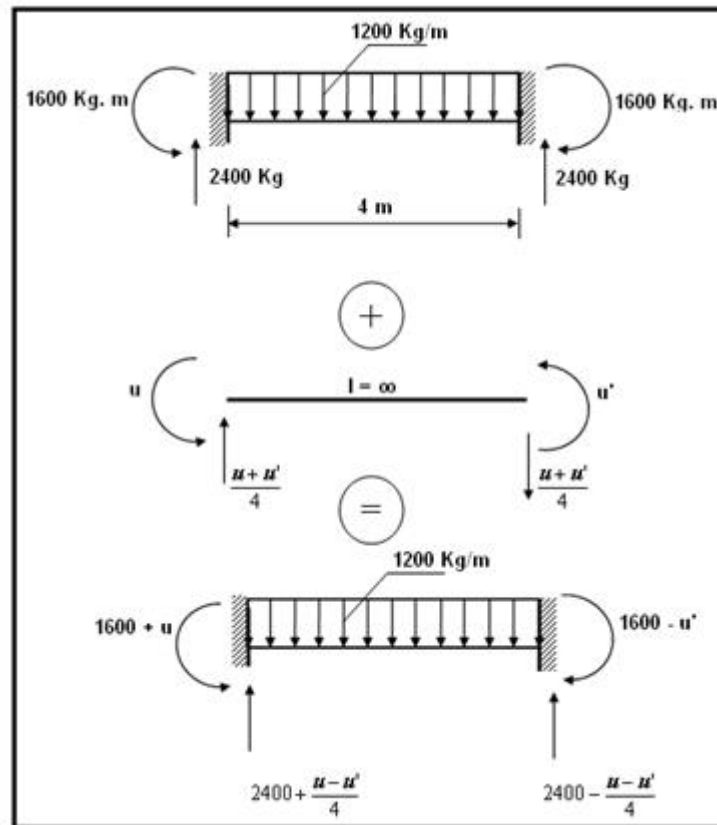 1200 Kg/m
1600 Kg. m
1600 Kg. m
2400 Kg
2400 Kg
4 m
+
u
I = ∞
u'
u + u'
4
u + u'
4
=
1200 Kg/m
1600 + u
1600 - u'
2400 + (u - u')/4
2400 - (u - u')/4